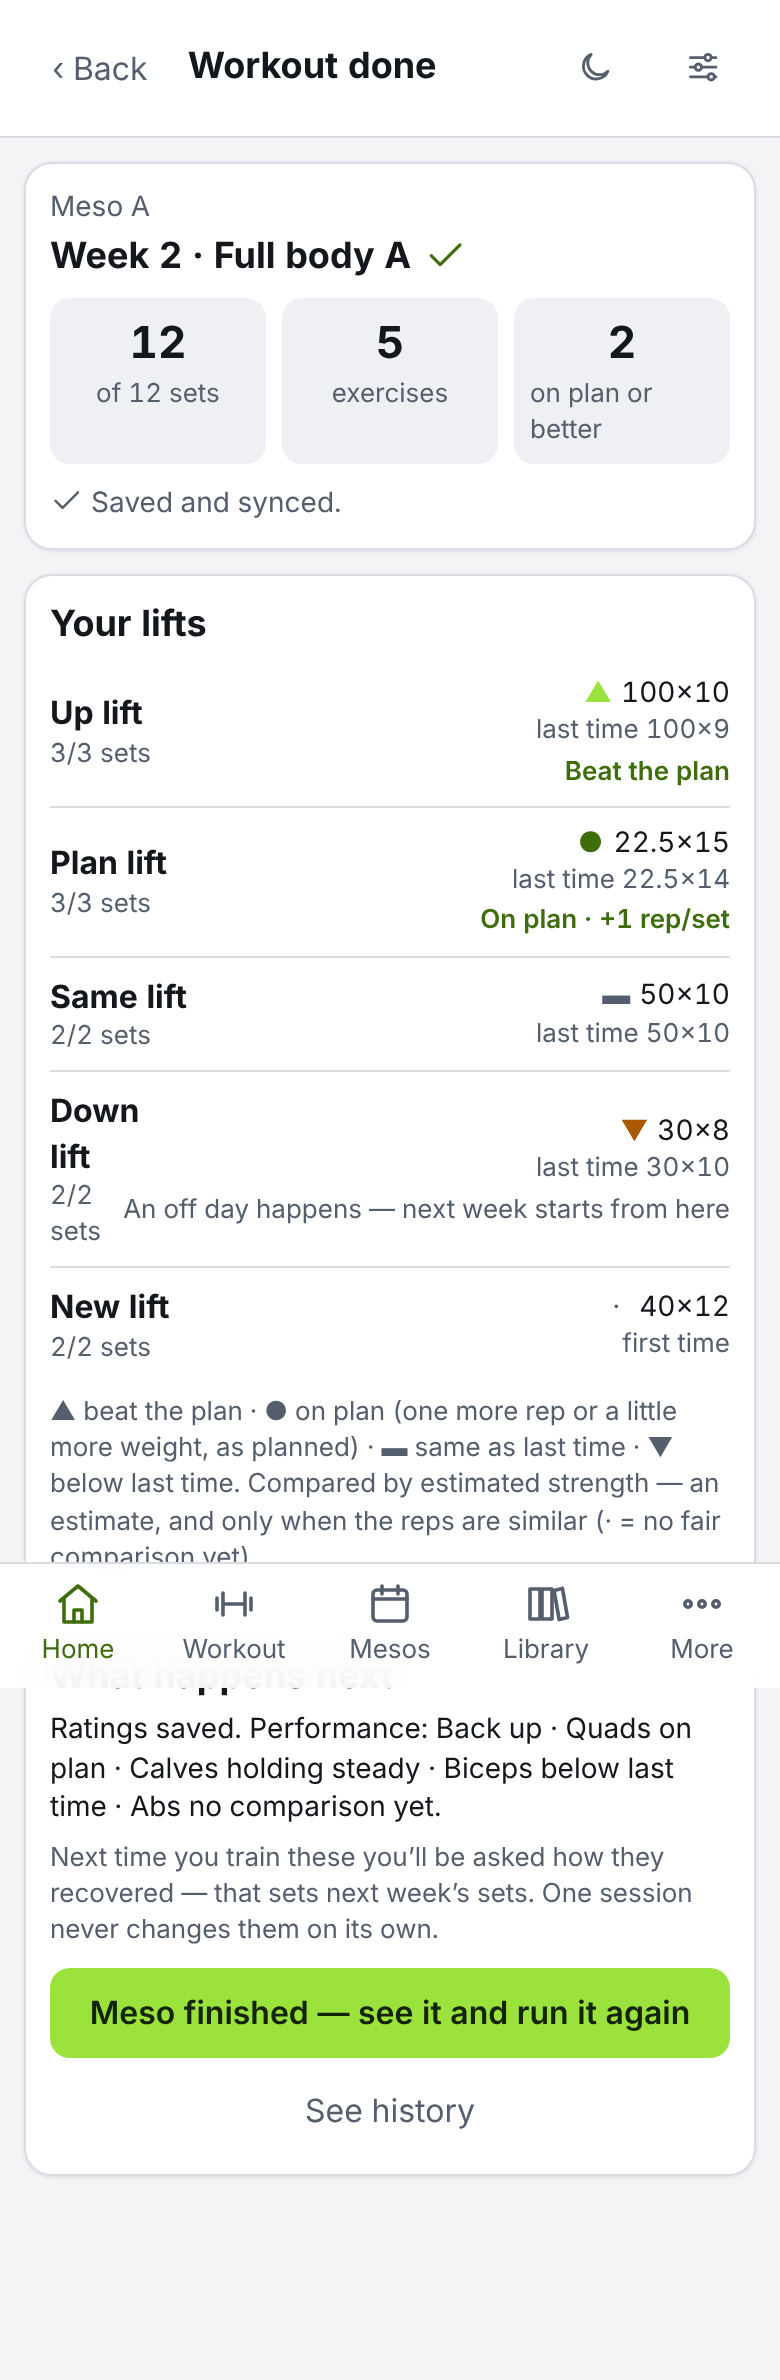 ‹ Back
Workout done
Meso A
Week 2 · Full body A ✓
12
of 12 sets
5
exercises
2
on plan or
better
✓ Saved and synced.
Your lifts
Up lift
3/3 sets
▲ 100×10
last time 100×9
Beat the plan
Plan lift
3/3 sets
● 22.5×15
last time 22.5×14
On plan · +1 rep/set
Same lift
2/2 sets
▬ 50×10
last time 50×10
Down
lift
2/2
sets
▼ 30×8
last time 30×10
An off day happens — next week starts from here
New lift
2/2 sets
· 40×12
first time
▲ beat the plan · ● on plan (one more rep or a little
more weight, as planned) · ▬ same as last time · ▼
below last time. Compared by estimated strength — an
estimate, and only when the reps are similar (· = no fair
comparison yet)
Home
Workout
Mesos
Library
More
What happens next
Ratings saved. Performance: Back up · Quads on
plan · Calves holding steady · Biceps below last
time · Abs no comparison yet.
Next time you train these you’ll be asked how they
recovered — that sets next week’s sets. One session
never changes them on its own.
Meso finished — see it and run it again
See history